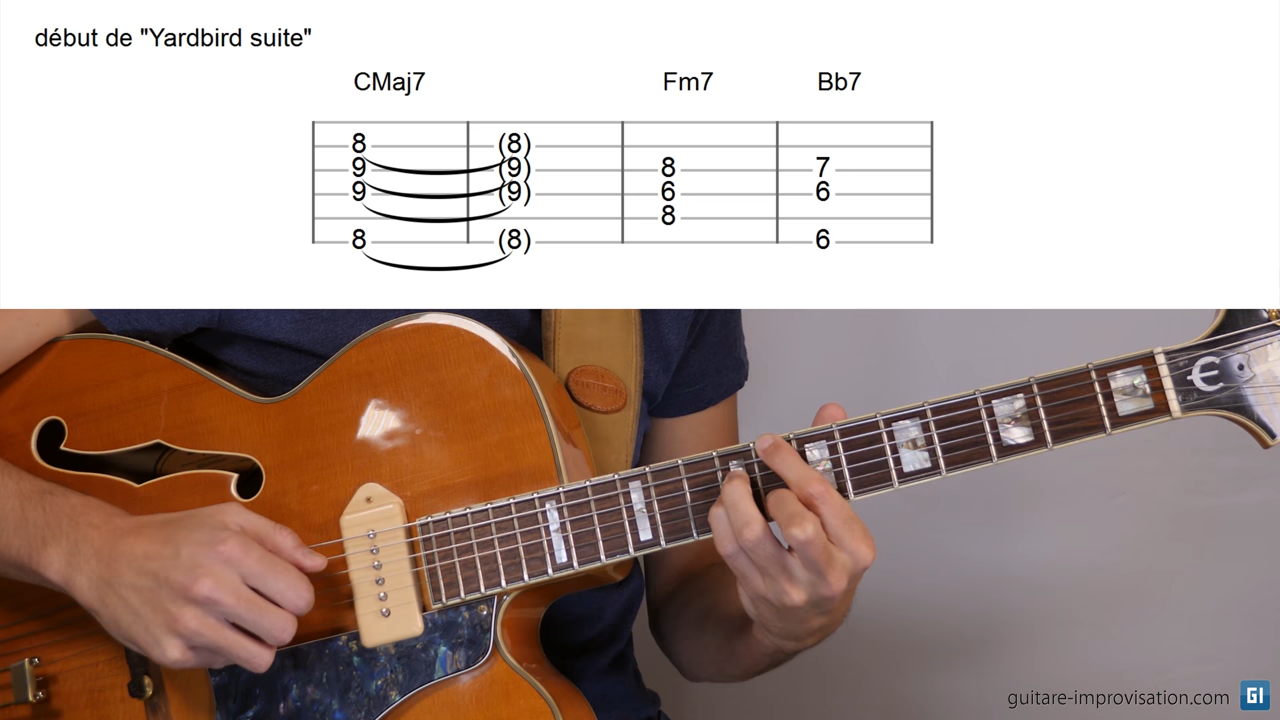 début de "Yardbird suite"
CMaj7 Fm7 Bb7
8 (8)
9 (9) 8 7
9 (9) 6 6
8
8 (8) 6
guitare-improvisation.com GI